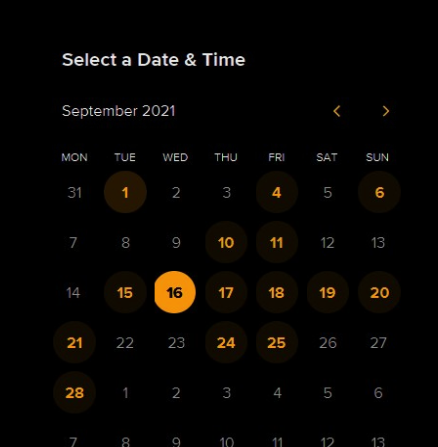 Select a Date & Time
September 2021 < >
MON TUE WED THU FRI SAT SUN
31 1 2 3 4 5 6
7 8 9 10 11 12 13
14 15 16 17 18 19 20
21 22 23 24 25 26 27
28 1 2 3 4 5 6
7 8 9 10 11 12 13